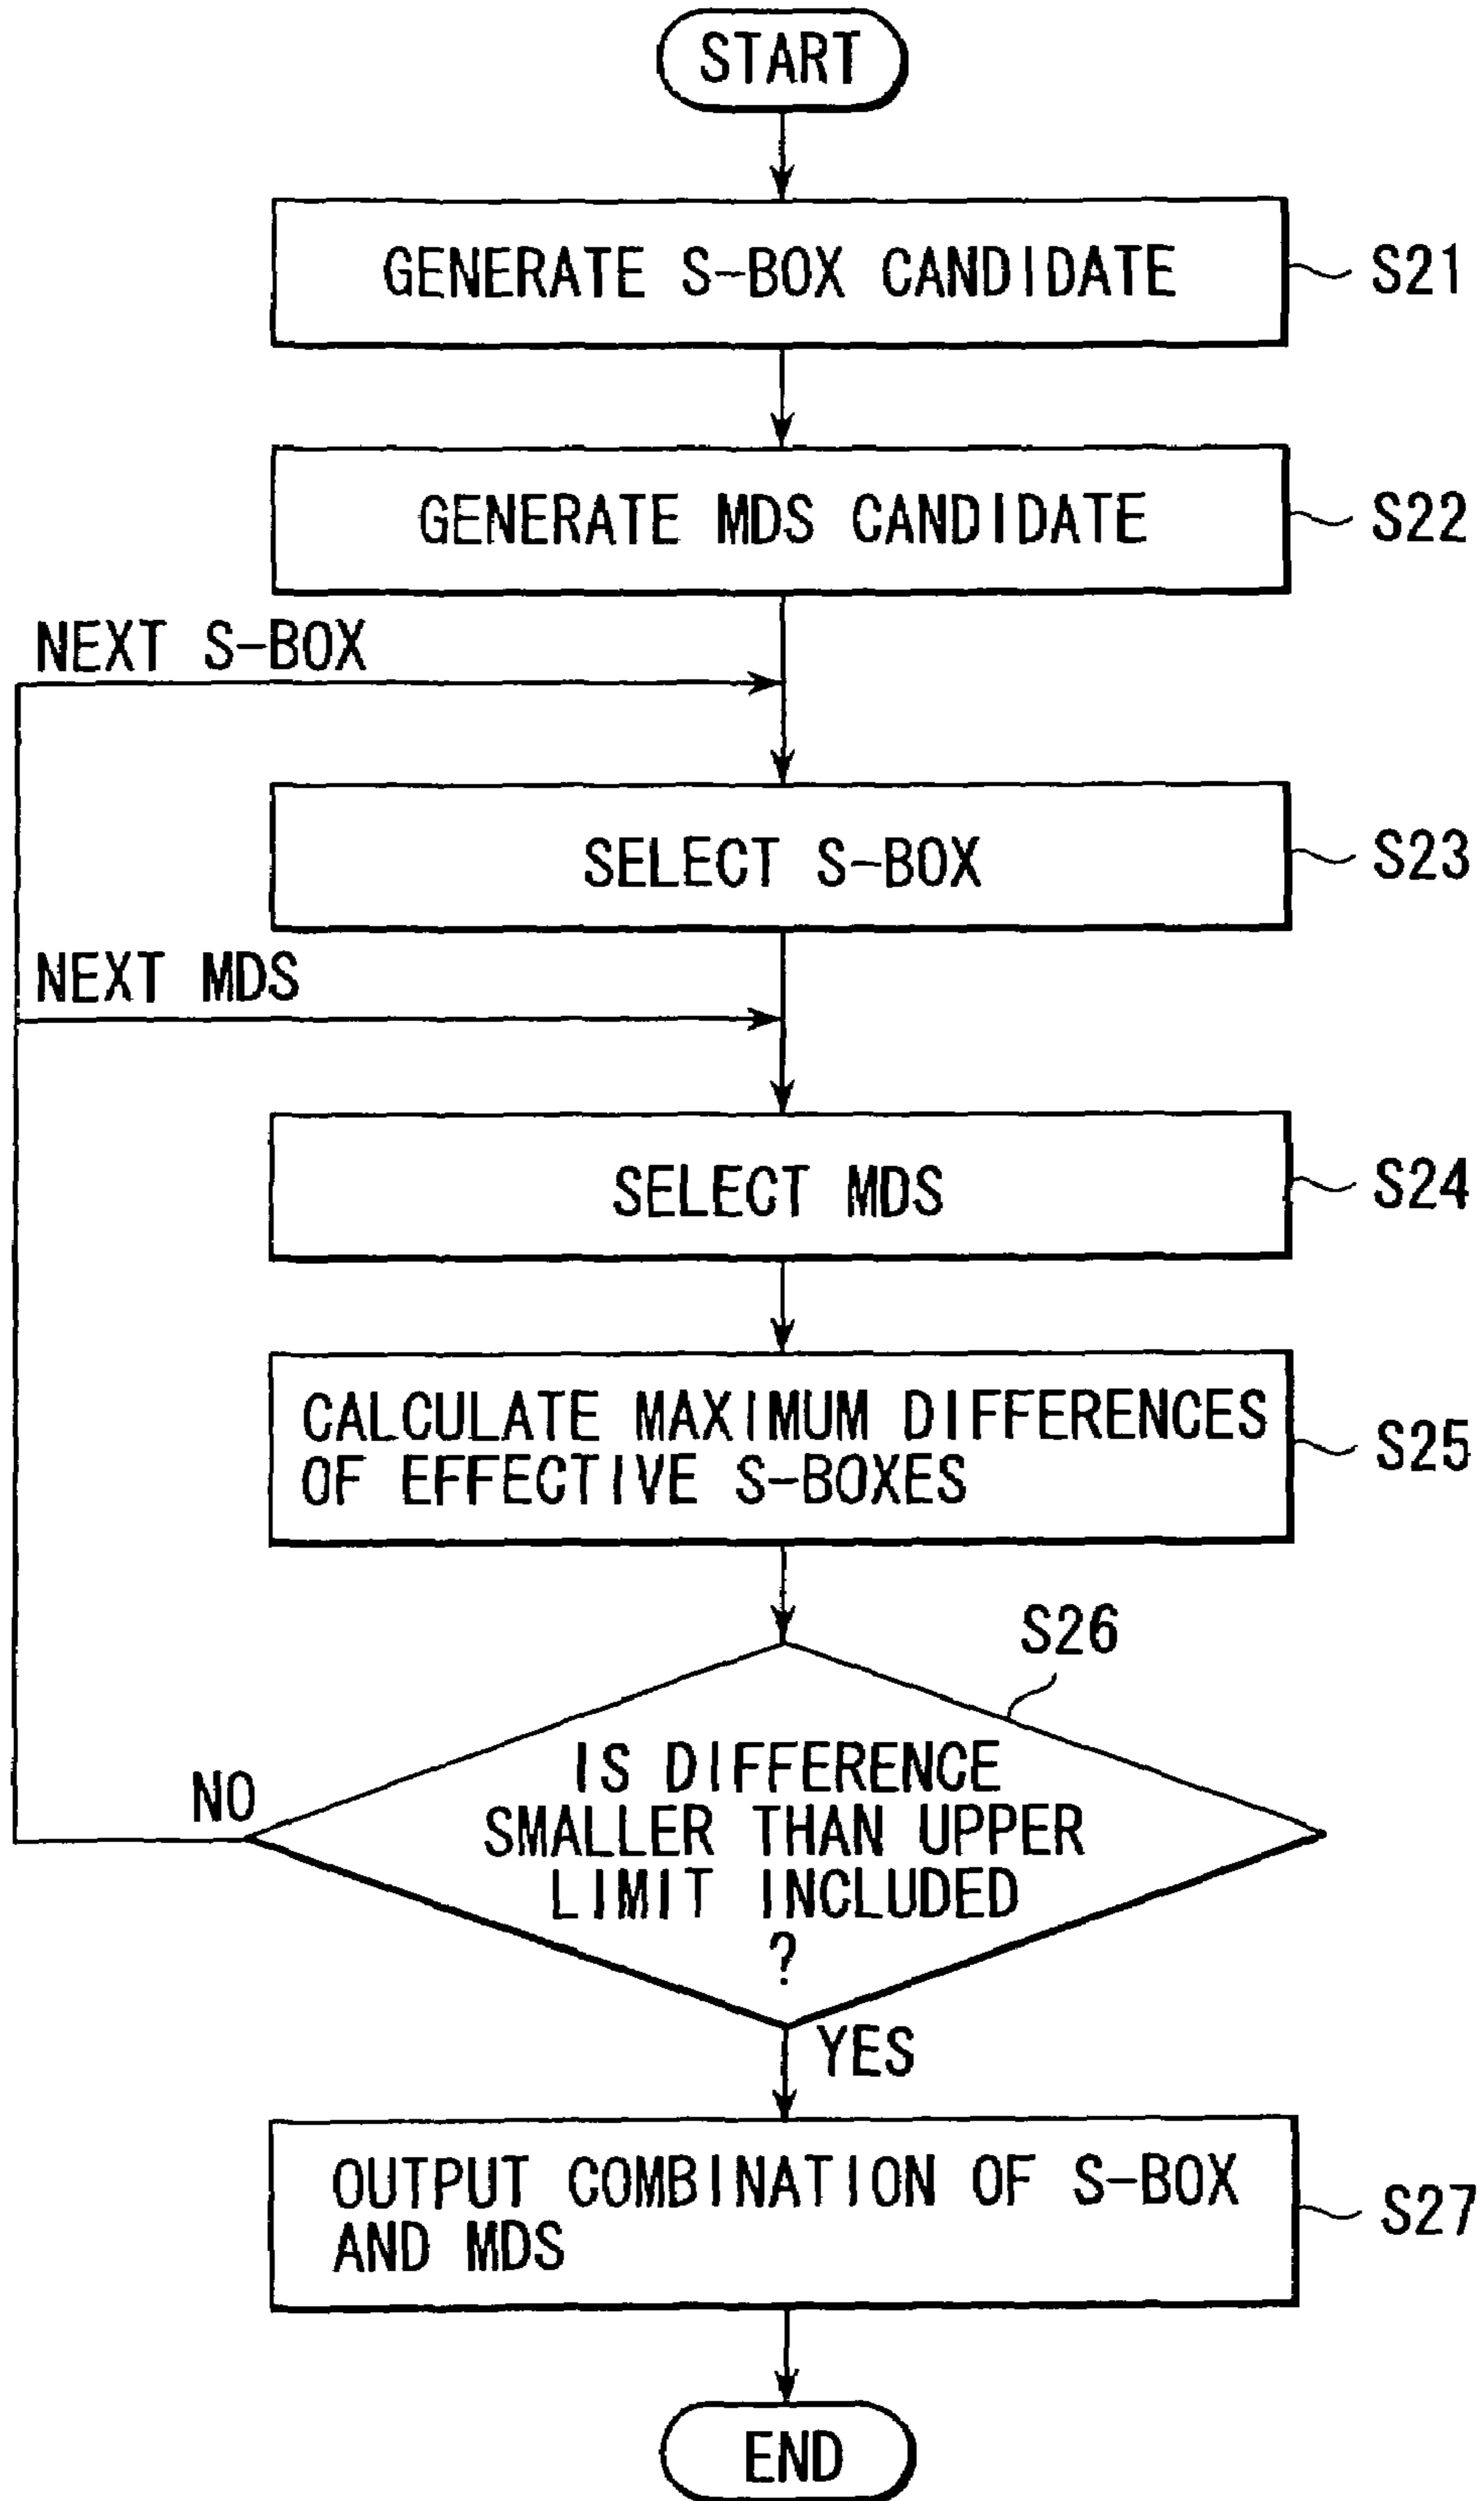 START
GENERATE S-BOX CANDIDATE
S21
GENERATE MDS CANDIDATE
S22
NEXT S-BOX
SELECT S-BOX
S23
NEXT MDS
SELECT MDS
S24
CALCULATE MAXIMUM DIFFERENCES
OF EFFECTIVE S-BOXES
S25
S26
IS DIFFERENCE
SMALLER THAN UPPER
LIMIT INCLUDED
?
NO
YES
OUTPUT COMBINATION OF S-BOX
AND MDS
S27
END